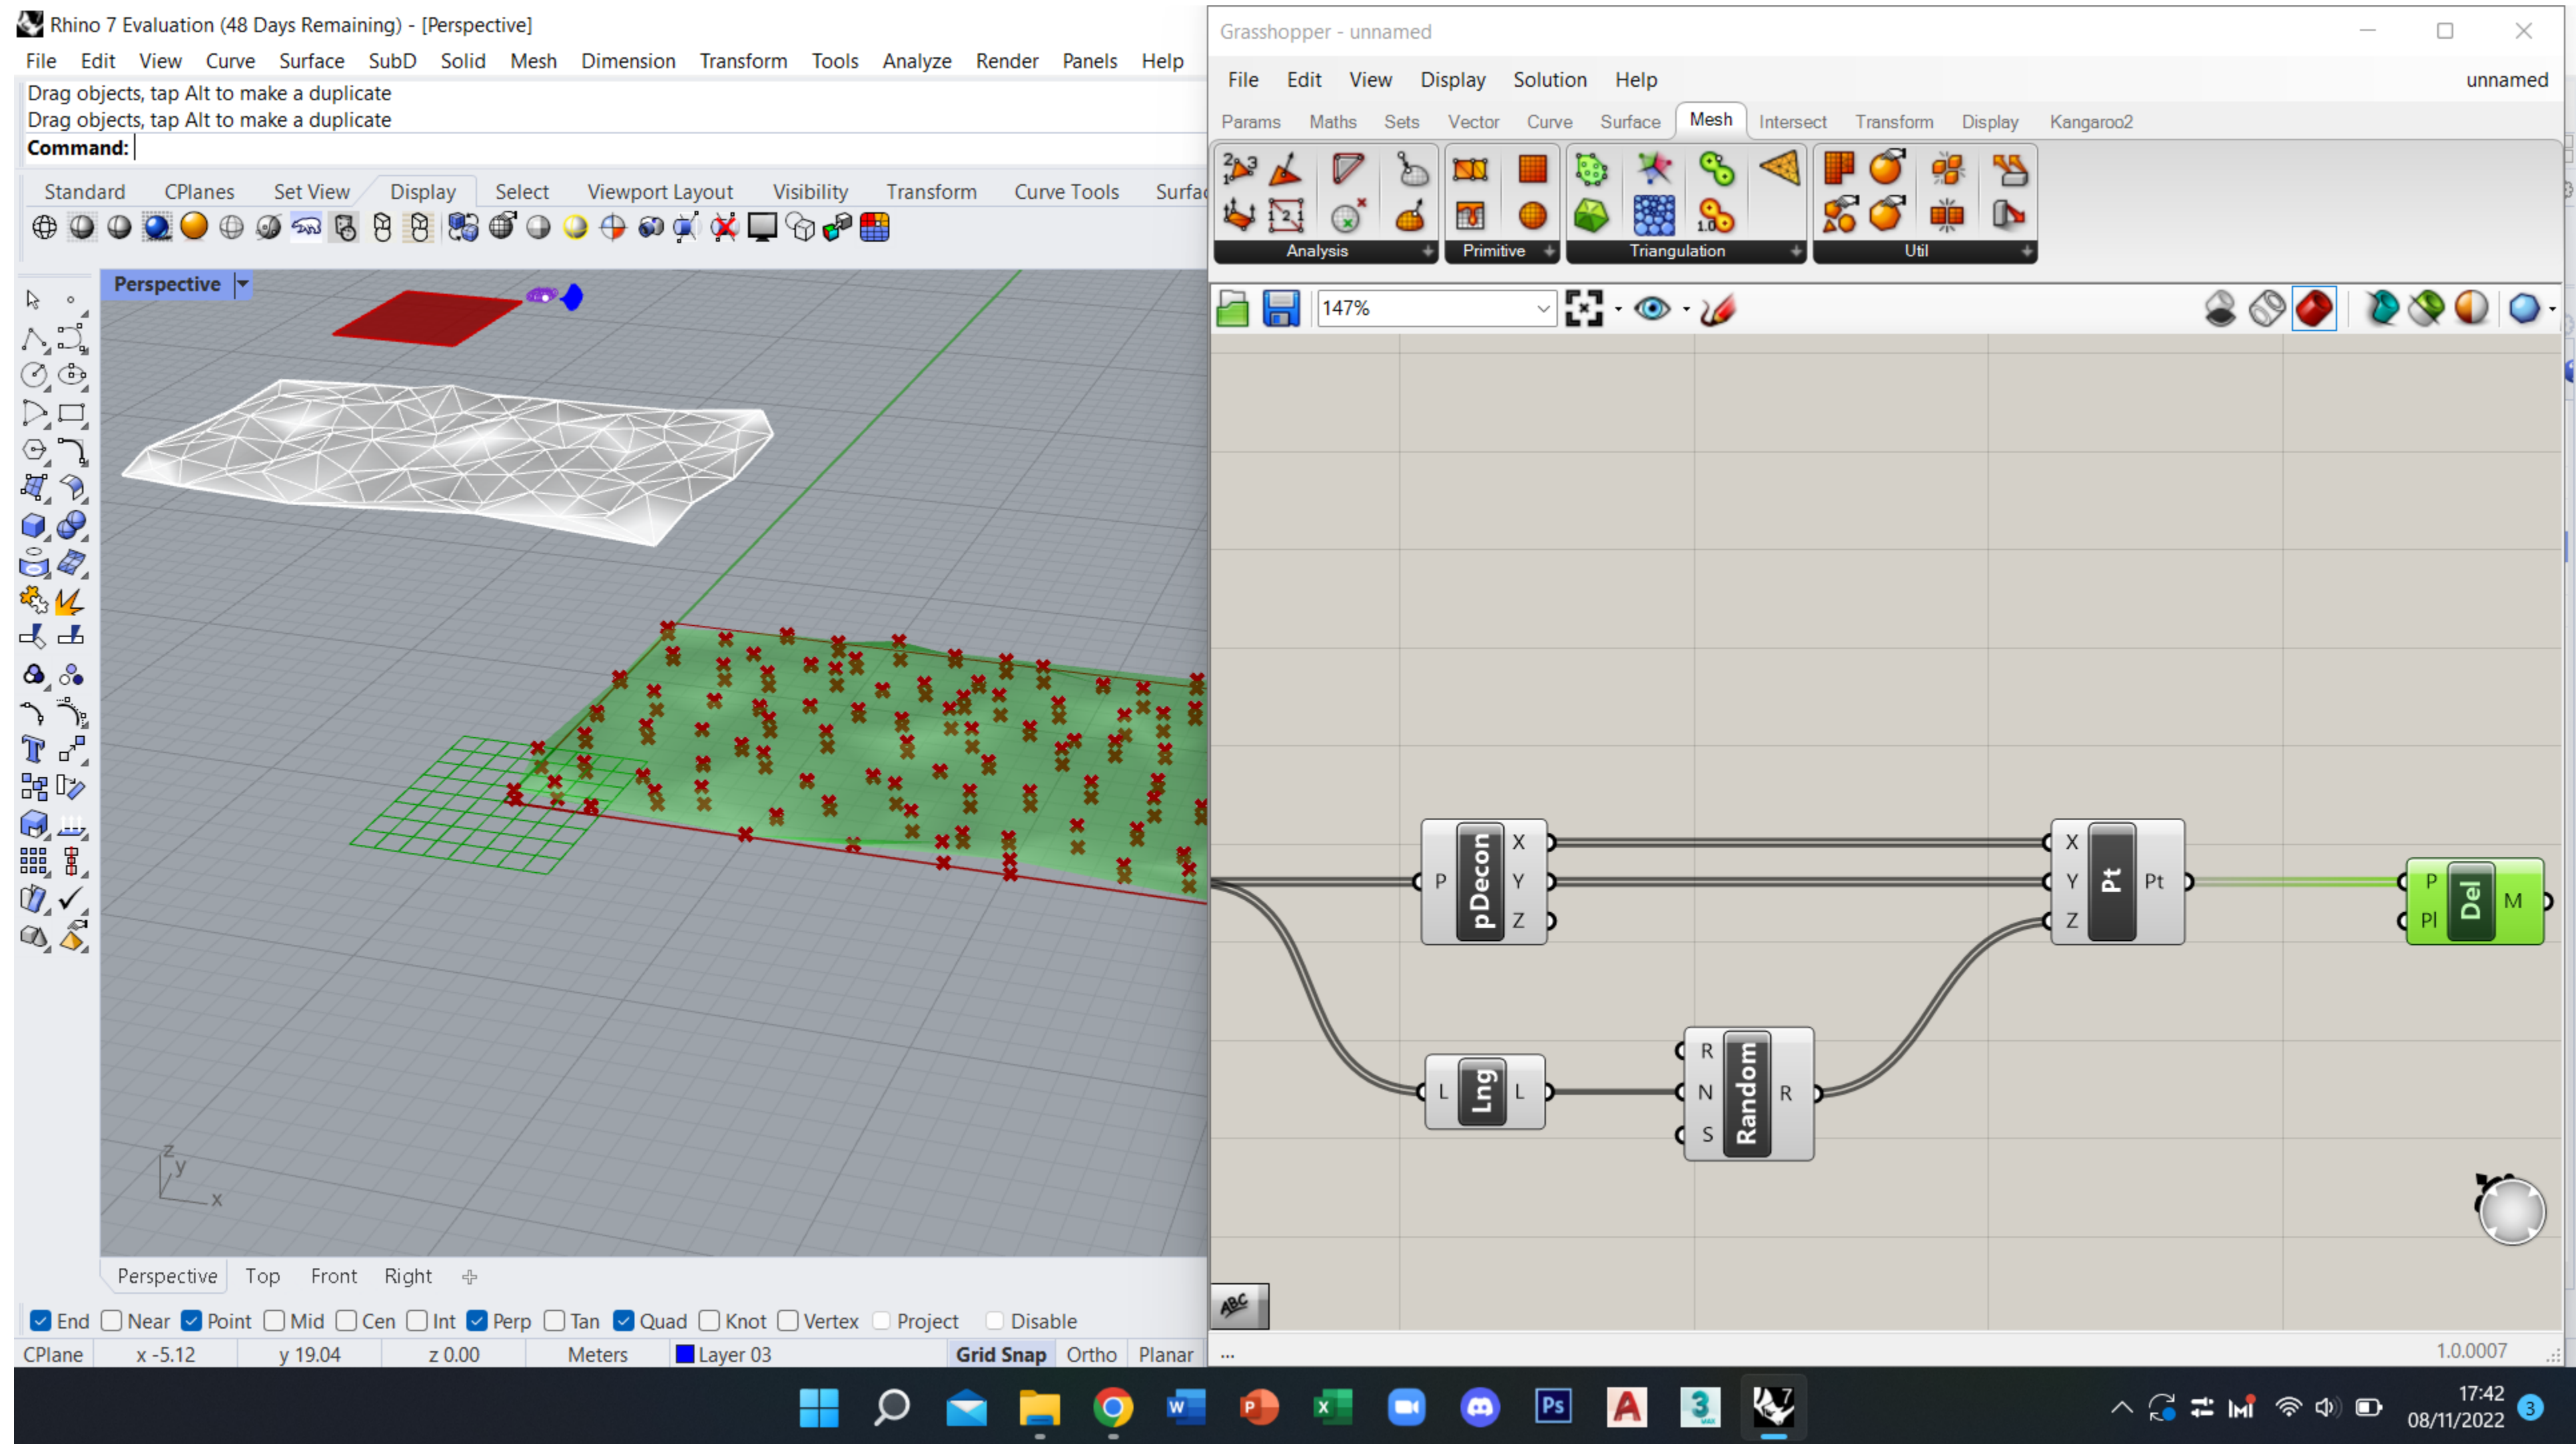 Rhino 7 Evaluation (48 Days Remaining) - [Perspective]
File Edit View Curve Surface SubD Solid Mesh Dimension Transform Tools Analyze Render Panels Help
Drag objects, tap Alt to make a duplicate
Drag objects, tap Alt to make a duplicate
Command:
Standard CPlanes Set View Display Select Viewport Layout Visibility Transform Curve Tools Surfac
Perspective
z
y
x
Perspective Top Front Right
End Near Point Mid Cen Int Perp Tan Quad Knot Vertex Project Disable
CPlane x -5.12 y 19.04 z 0.00 Meters Layer 03 Grid Snap Ortho Planar
Grasshopper - unnamed
File Edit View Display Solution Help unnamed
Params Maths Sets Vector Curve Surface Mesh Intersect Transform Display Kangaroo2
Analysis Primitive Triangulation Util
147%
P pDecon X Y Z
X Y Z Pt Pt
P Pl Del M
L Lng L
R N S Random R
ABC
... 1.0.0007
W P X Ps A 3 7
17:42
08/11/2022 3